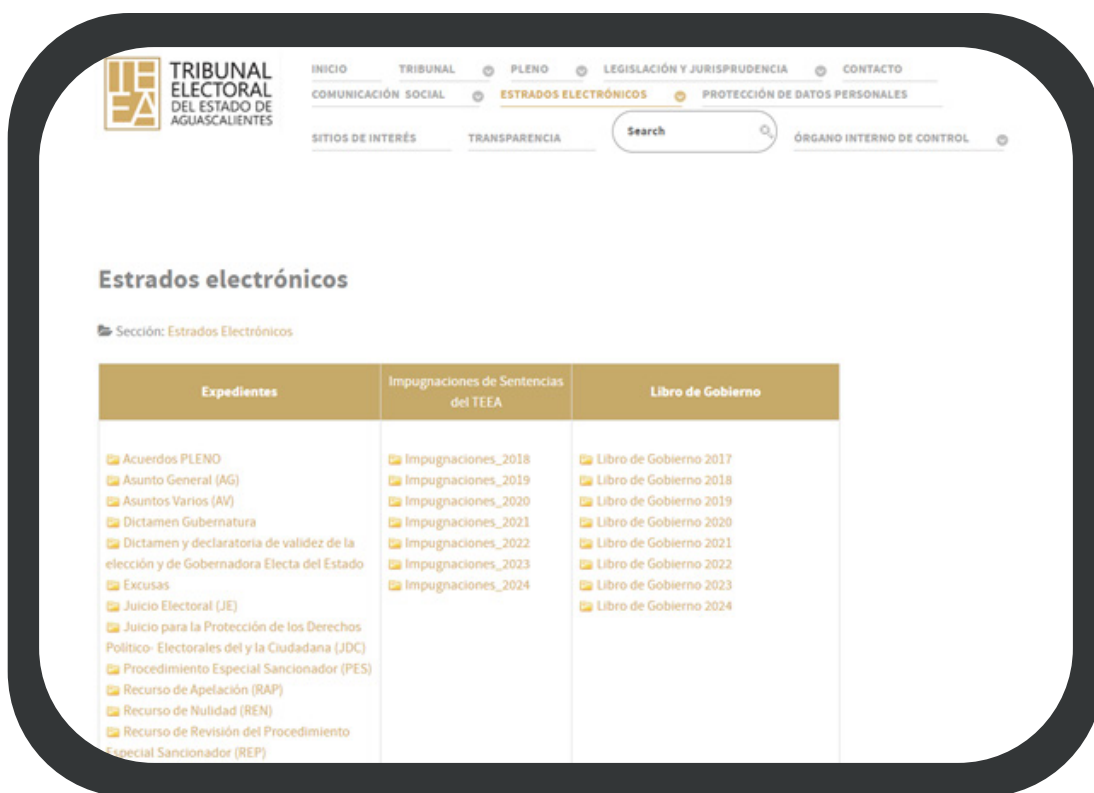 TRIBUNAL
ELECTORAL
DEL ESTADO DE
AGUASCALIENTES
INICIO TRIBUNAL PLENO LEGISLACIÓN Y JURISPRUDENCIA CONTACTO
COMUNICACIÓN SOCIAL ESTRADOS ELECTRÓNICOS PROTECCIÓN DE DATOS PERSONALES
SITIOS DE INTERÉS TRANSPARENCIA Search ÓRGANO INTERNO DE CONTROL
Estrados electrónicos
Sección: Estrados Electrónicos
Expedientes
Impugnaciones de Sentencias
del TEEA
Libro de Gobierno
Acuerdos PLENO
Asunto General (AG)
Asuntos Varios (AV)
Dictamen Gubernatura
Dictamen y declaratoria de validez de la
elección y de Gobernadora Electa del Estado
Excusas
Juicio Electoral (JE)
Juicio para la Protección de los Derechos
Político- Electorales del y la Ciudadana (JDC)
Procedimiento Especial Sancionador (PES)
Recurso de Apelación (RAP)
Recurso de Nulidad (REN)
Recurso de Revisión del Procedimiento
Especial Sancionador (REP)
Impugnaciones_2018
Impugnaciones_2019
Impugnaciones_2020
Impugnaciones_2021
Impugnaciones_2022
Impugnaciones_2023
Impugnaciones_2024
Libro de Gobierno 2017
Libro de Gobierno 2018
Libro de Gobierno 2019
Libro de Gobierno 2020
Libro de Gobierno 2021
Libro de Gobierno 2022
Libro de Gobierno 2023
Libro de Gobierno 2024